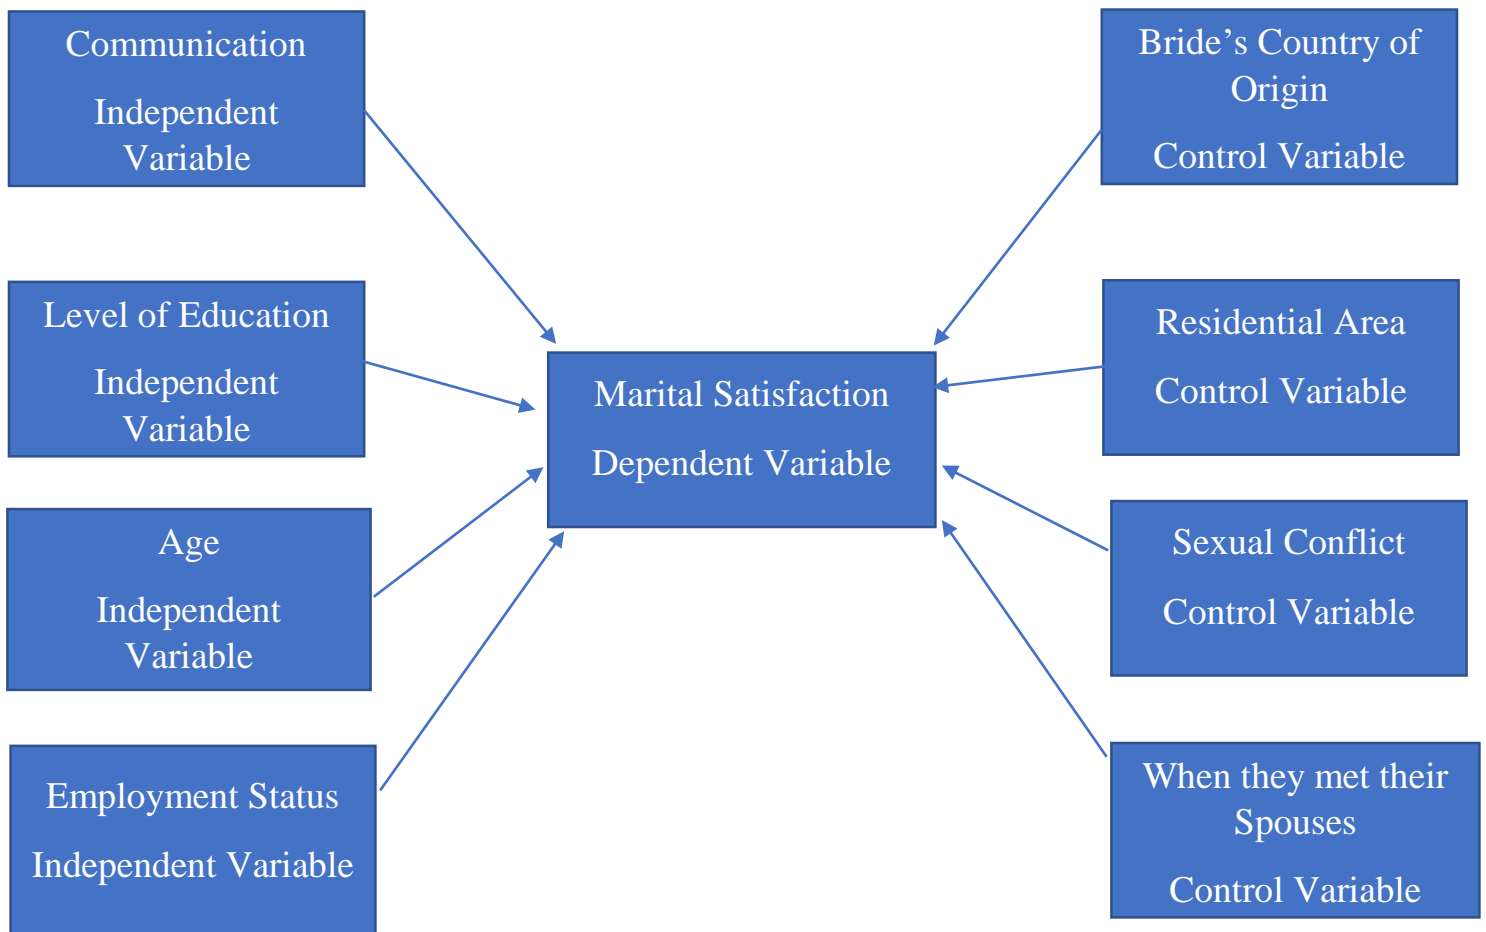 Communication
Independent
Variable
Level of Education
Independent
Variable
Age
Independent
Variable
Employment Status
Independent Variable
Marital Satisfaction
Dependent Variable
Bride’s Country of
Origin
Control Variable
Residential Area
Control Variable
Sexual Conflict
Control Variable
When they met their
Spouses
Control Variable